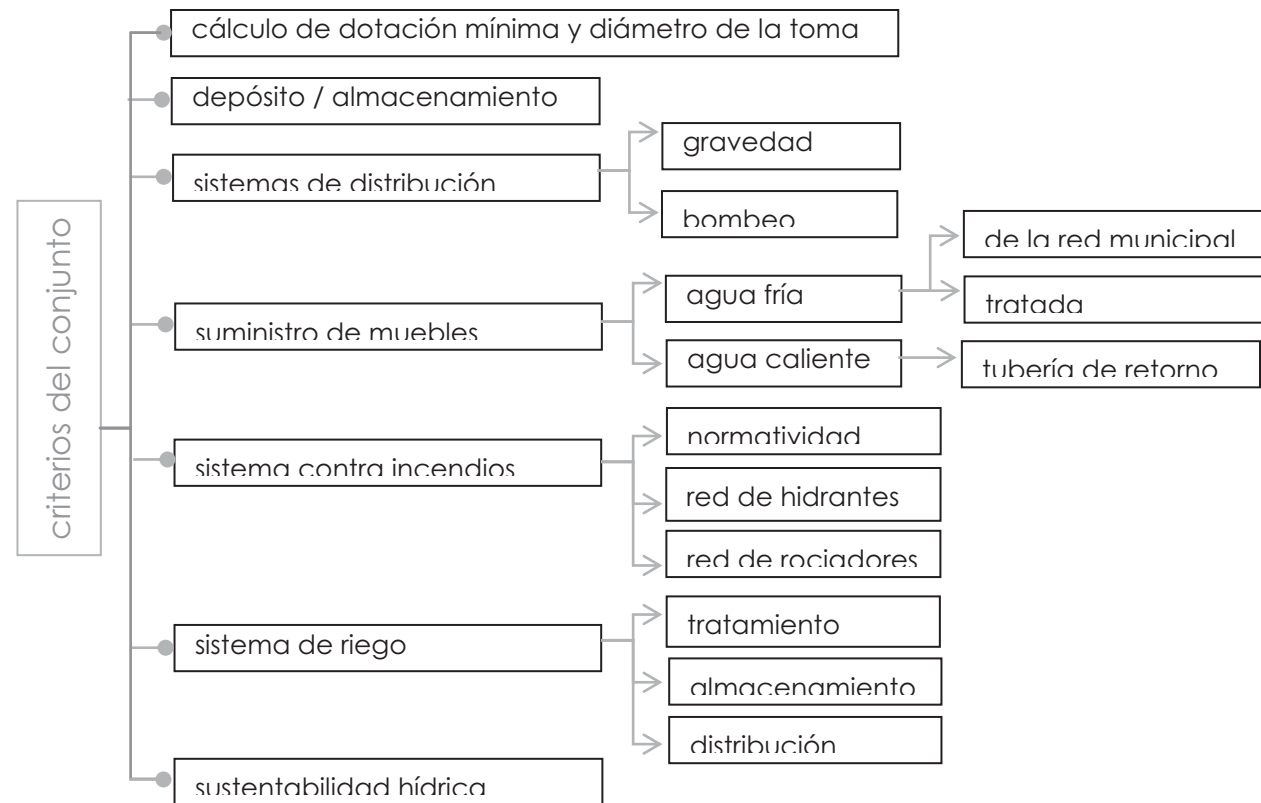 criterios del conjunto
cálculo de dotación mínima y diámetro de la toma
depósito / almacenamiento
sistemas de distribución
gravedad
bombeo
suministro de muebles
agua fría
de la red municipal
tratada
agua caliente
tubería de retorno
sistema contra incendios
normatividad
red de hidrantes
red de rociadores
sistema de riego
tratamiento
almacenamiento
distribución
sustentabilidad hídrica